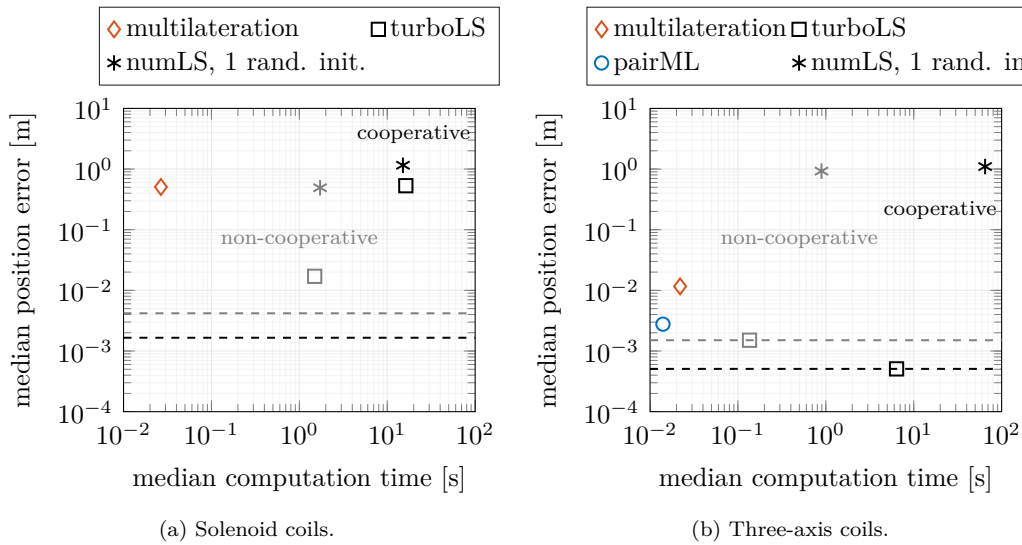 multilateration turboLS
numLS, 1 rand. init.
10^1
10^0
10^−1
10^−2
10^−3
10^−4
median position error [m]
cooperative
non-cooperative
10^−2 10^−1 10^0 10^1 10^2
median computation time [s]
(a) Solenoid coils.
multilateration turboLS
pairML numLS, 1 rand. in
10^1
10^0
10^−1
10^−2
10^−3
10^−4
median position error [m]
cooperative
non-cooperative
10^−2 10^−1 10^0 10^1 10^2
median computation time [s]
(b) Three-axis coils.